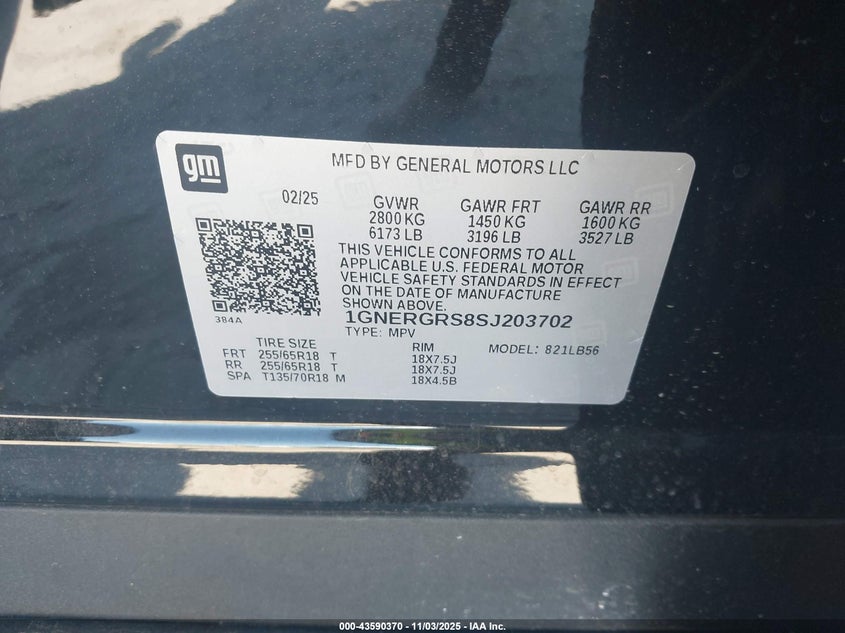 gm
MFD BY GENERAL MOTORS LLC
02/25
GVWR GAWR FRT GAWR RR
2800 KG 1450 KG 1600 KG
6173 LB 3196 LB 3527 LB
THIS VEHICLE CONFORMS TO ALL
APPLICABLE U.S. FEDERAL MOTOR
VEHICLE SAFETY STANDARDS IN EFFECT
ON THE DATE OF MANUFACTURE
SHOWN ABOVE.
384A
1GNERGRS8SJ203702
TYPE: MPV
TIRE SIZE RIM MODEL: 821LB56
FRT 255/65R18 T 18X7.5J
RR 255/65R18 T 18X7.5J
SPA T135/70R18 M 18X4.5B
000-43590370 - 11/03/2025 - IAA Inc.